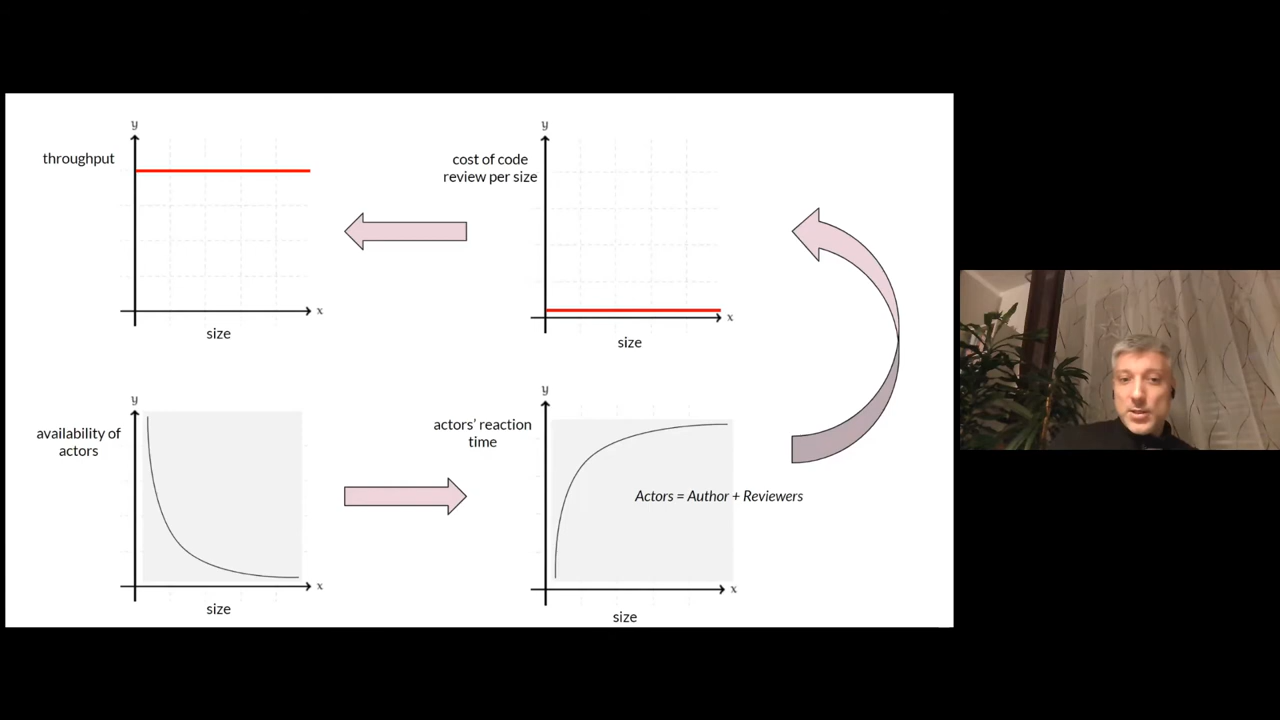 y
throughput
x
size
y
cost of code
review per size
x
size
y
availability of
actors
x
size
y
actors' reaction
time
Actors = Author + Reviewers
x
size